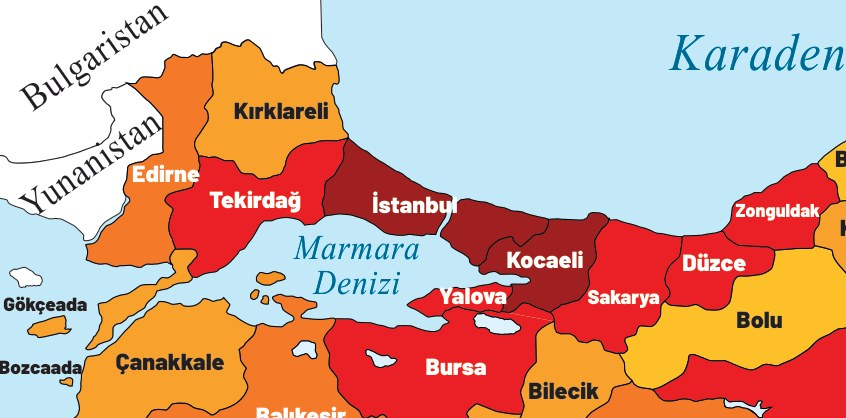 Bulgaristan
Karaden
Kırklareli
Yunanistan
B
Edirne
Tekirdağ
İstanbul
Zonguldak
K
Marmara
Denizi
Kocaeli
Düzce
Gökçeada
Yalova
Sakarya
Bolu
Bozcaada
Çanakkale
Bursa
Bilecik
Balıkesir